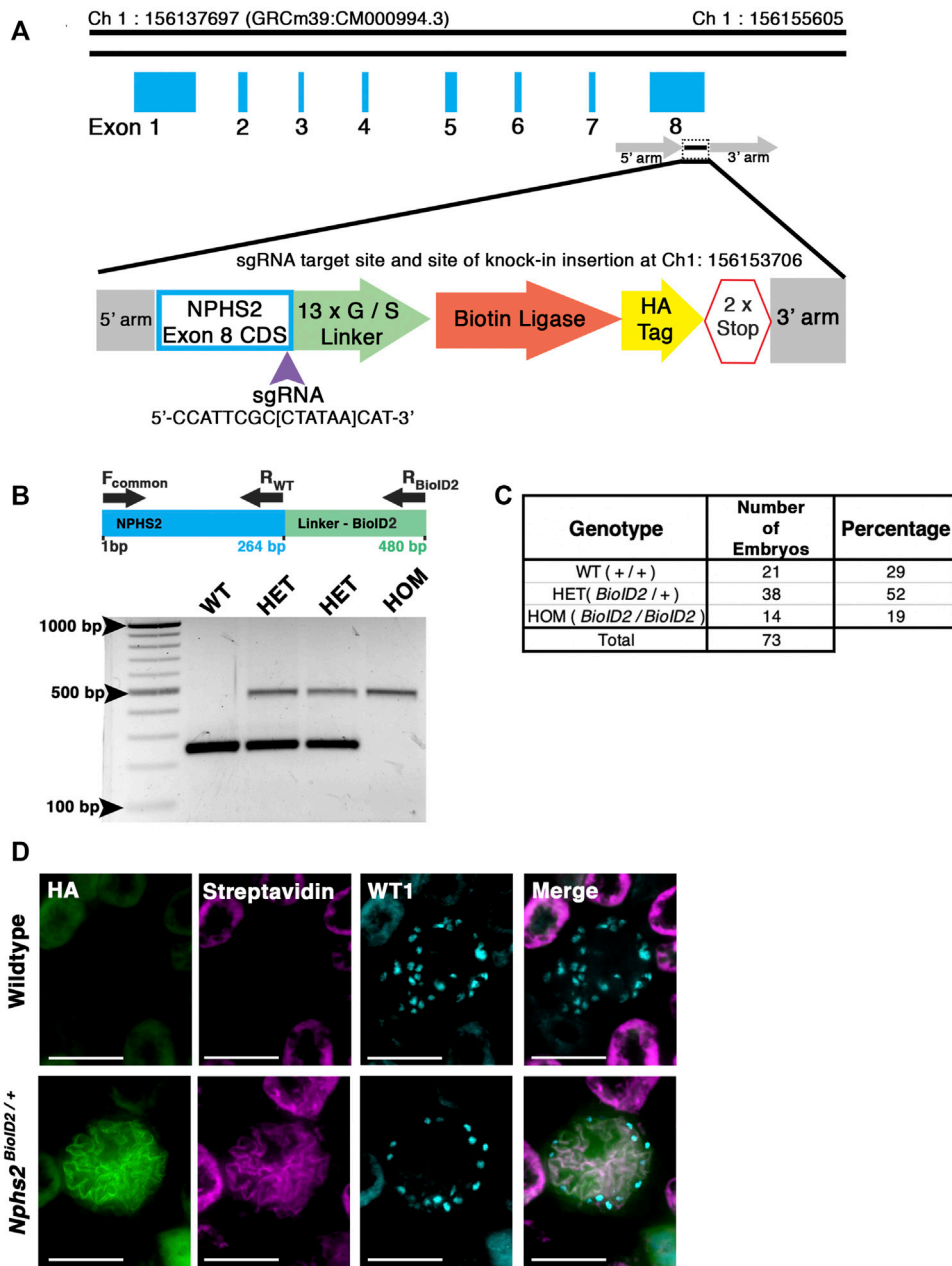 A
Ch 1 : 156137697 (GRCm39:CM000994.3)
Ch 1 : 156155605
Exon 1 2 3 4 5 6 7 8
5' arm 3' arm
sgRNA target site and site of knock-in insertion at Ch1: 156153706
5' arm
NPHS2
Exon 8 CDS
13 x G / S
Linker
Biotin Ligase
HA
Tag
2 x
Stop
3' arm
sgRNA
5'-CCATTCGC[CTATAA]CAT-3'
B
Fcommon RWT RBioID2
NPHS2 Linker - BioID2
1bp 264 bp 480 bp
WT HET HET HOM
1000 bp
500 bp
100 bp
C
Genotype Number of Embryos Percentage
WT ( + / + ) 21 29
HET( BioID2 / + ) 38 52
HOM ( BioID2 / BioID2 ) 14 19
Total 73
D
HA Streptavidin WT1 Merge
Wildtype
Nphs2 BioID2 / +